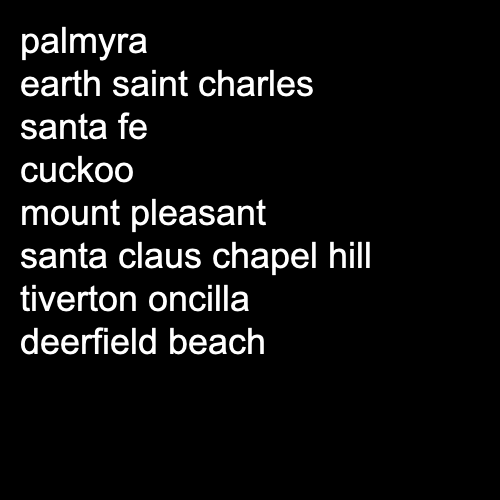 palmyra
earth saint charles
santa fe
cuckoo
mount pleasant
santa claus chapel hill
tiverton oncilla
deerfield beach